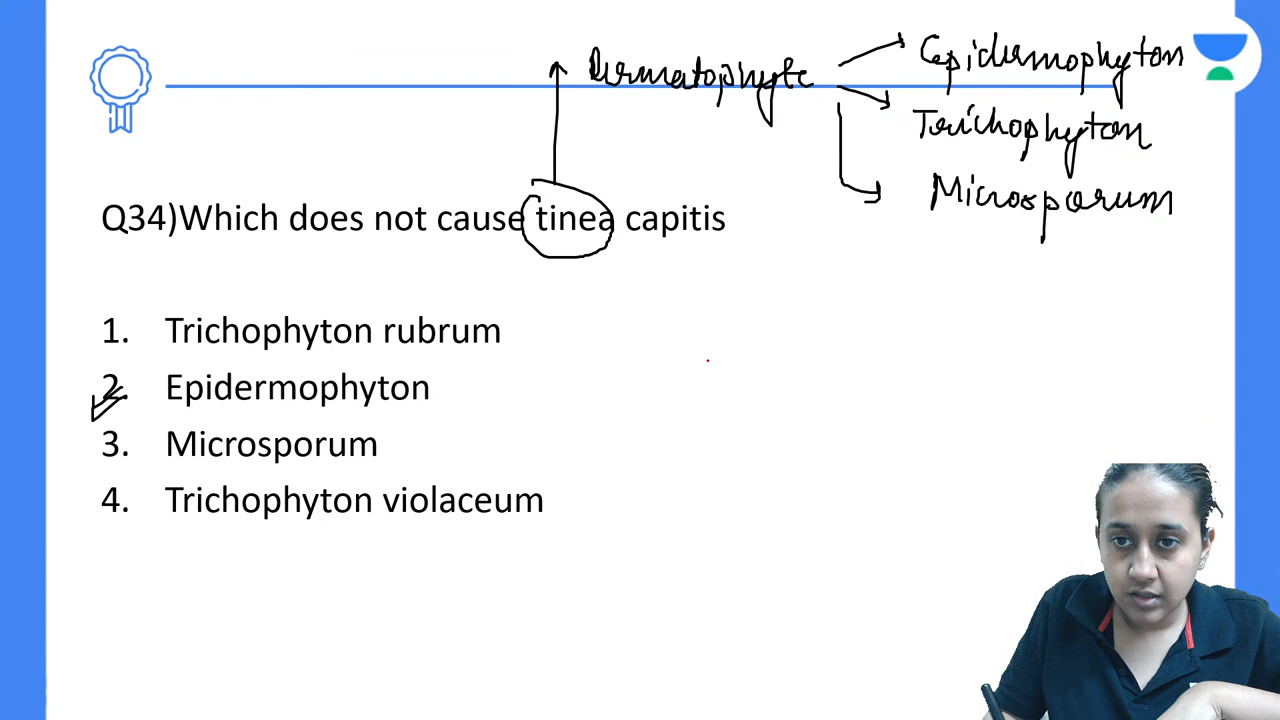 Dermatophyte
Epidermophyton
Trichophyton
Microsporum
Q34)Which does not cause tinea capitis
1. Trichophyton rubrum
2. Epidermophyton
3. Microsporum
4. Trichophyton violaceum